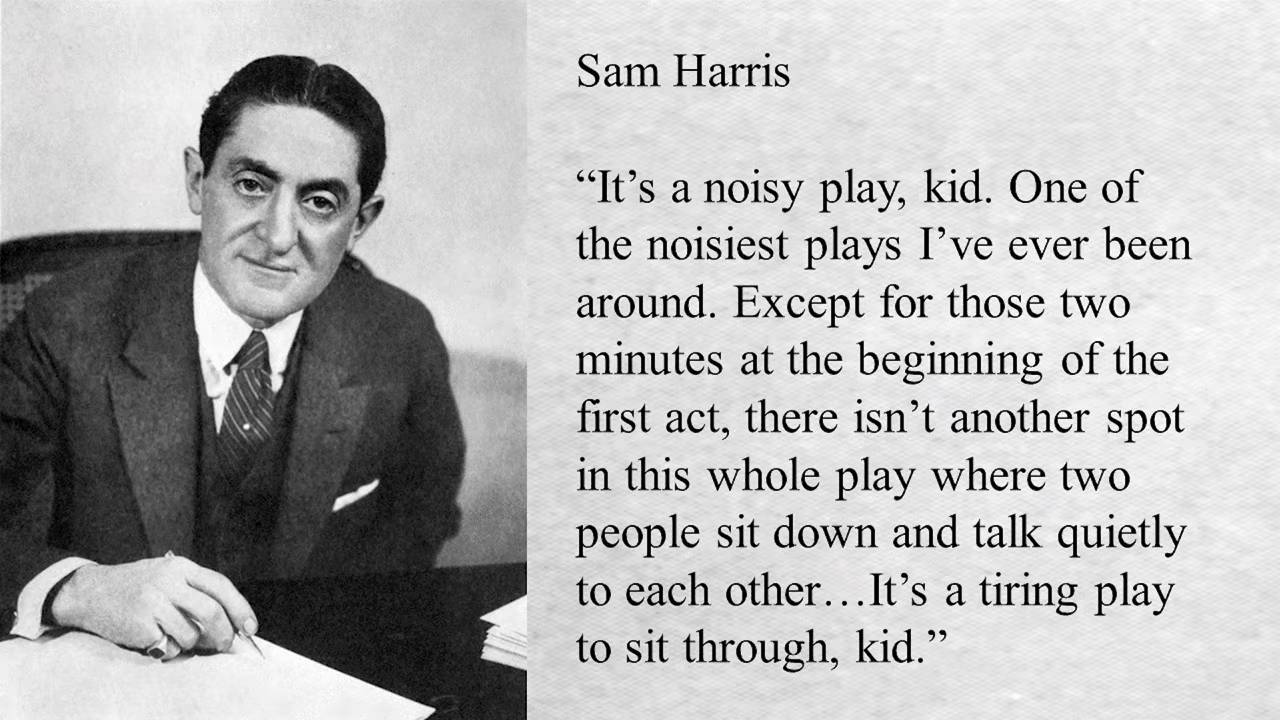 Sam Harris
“It’s a noisy play, kid. One of
the noisiest plays I’ve ever been
around. Except for those two
minutes at the beginning of the
first act, there isn’t another spot
in this whole play where two
people sit down and talk quietly
to each other…It’s a tiring play
to sit through, kid.”